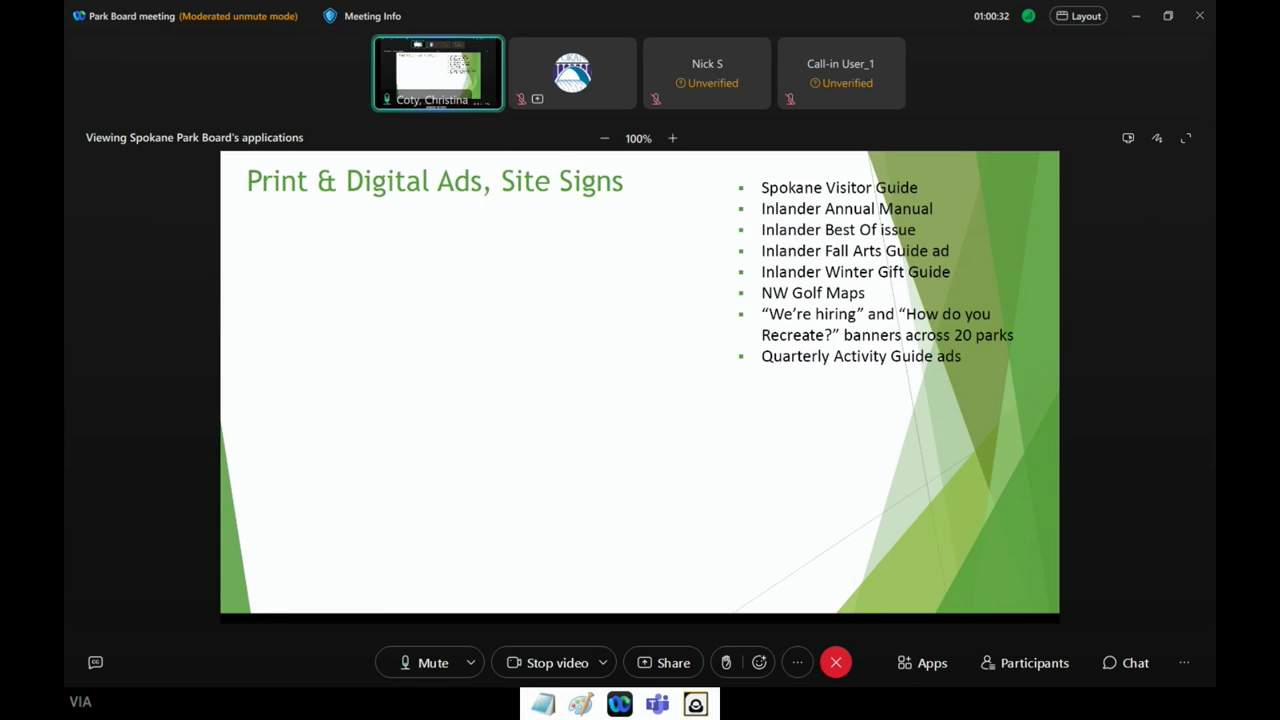 Park Board meeting (Moderated unmute mode)
Meeting Info
01:00:32
Layout
Coty, Christina
Nick S
Unverified
Call-in User_1
Unverified
Viewing Spokane Park Board's applications
100%
Print & Digital Ads, Site Signs
Spokane Visitor Guide
Inlander Annual Manual
Inlander Best Of issue
Inlander Fall Arts Guide ad
Inlander Winter Gift Guide
NW Golf Maps
“We’re hiring” and “How do you
Recreate?” banners across 20 parks
Quarterly Activity Guide ads
Mute
Stop video
Share
Apps
Participants
Chat
VIA